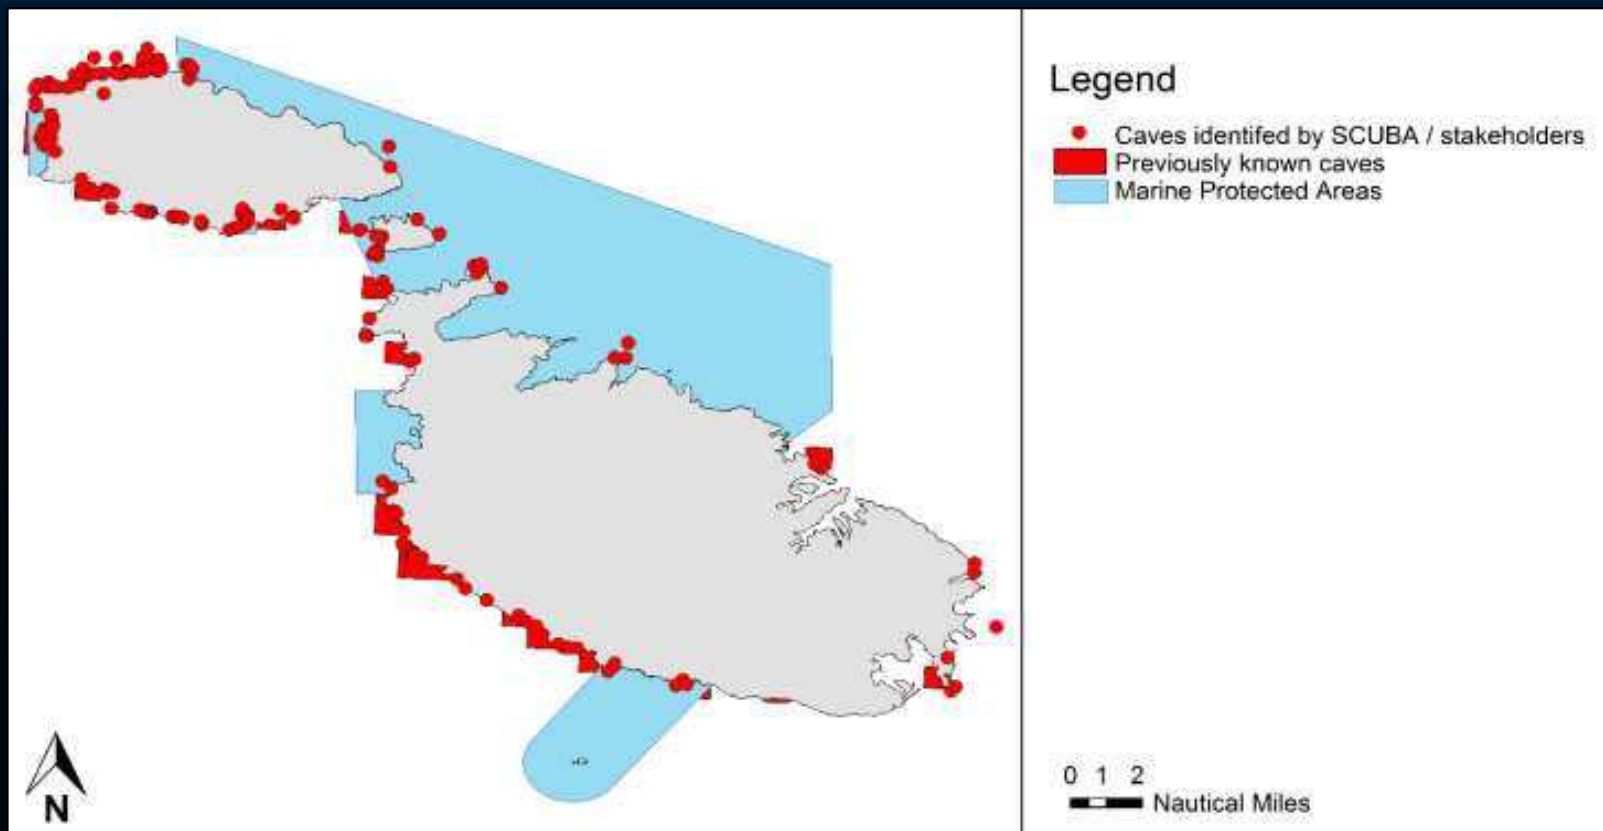 Legend
Caves identifed by SCUBA / stakeholders
Previously known caves
Marine Protected Areas
0 1 2
Nautical Miles
N